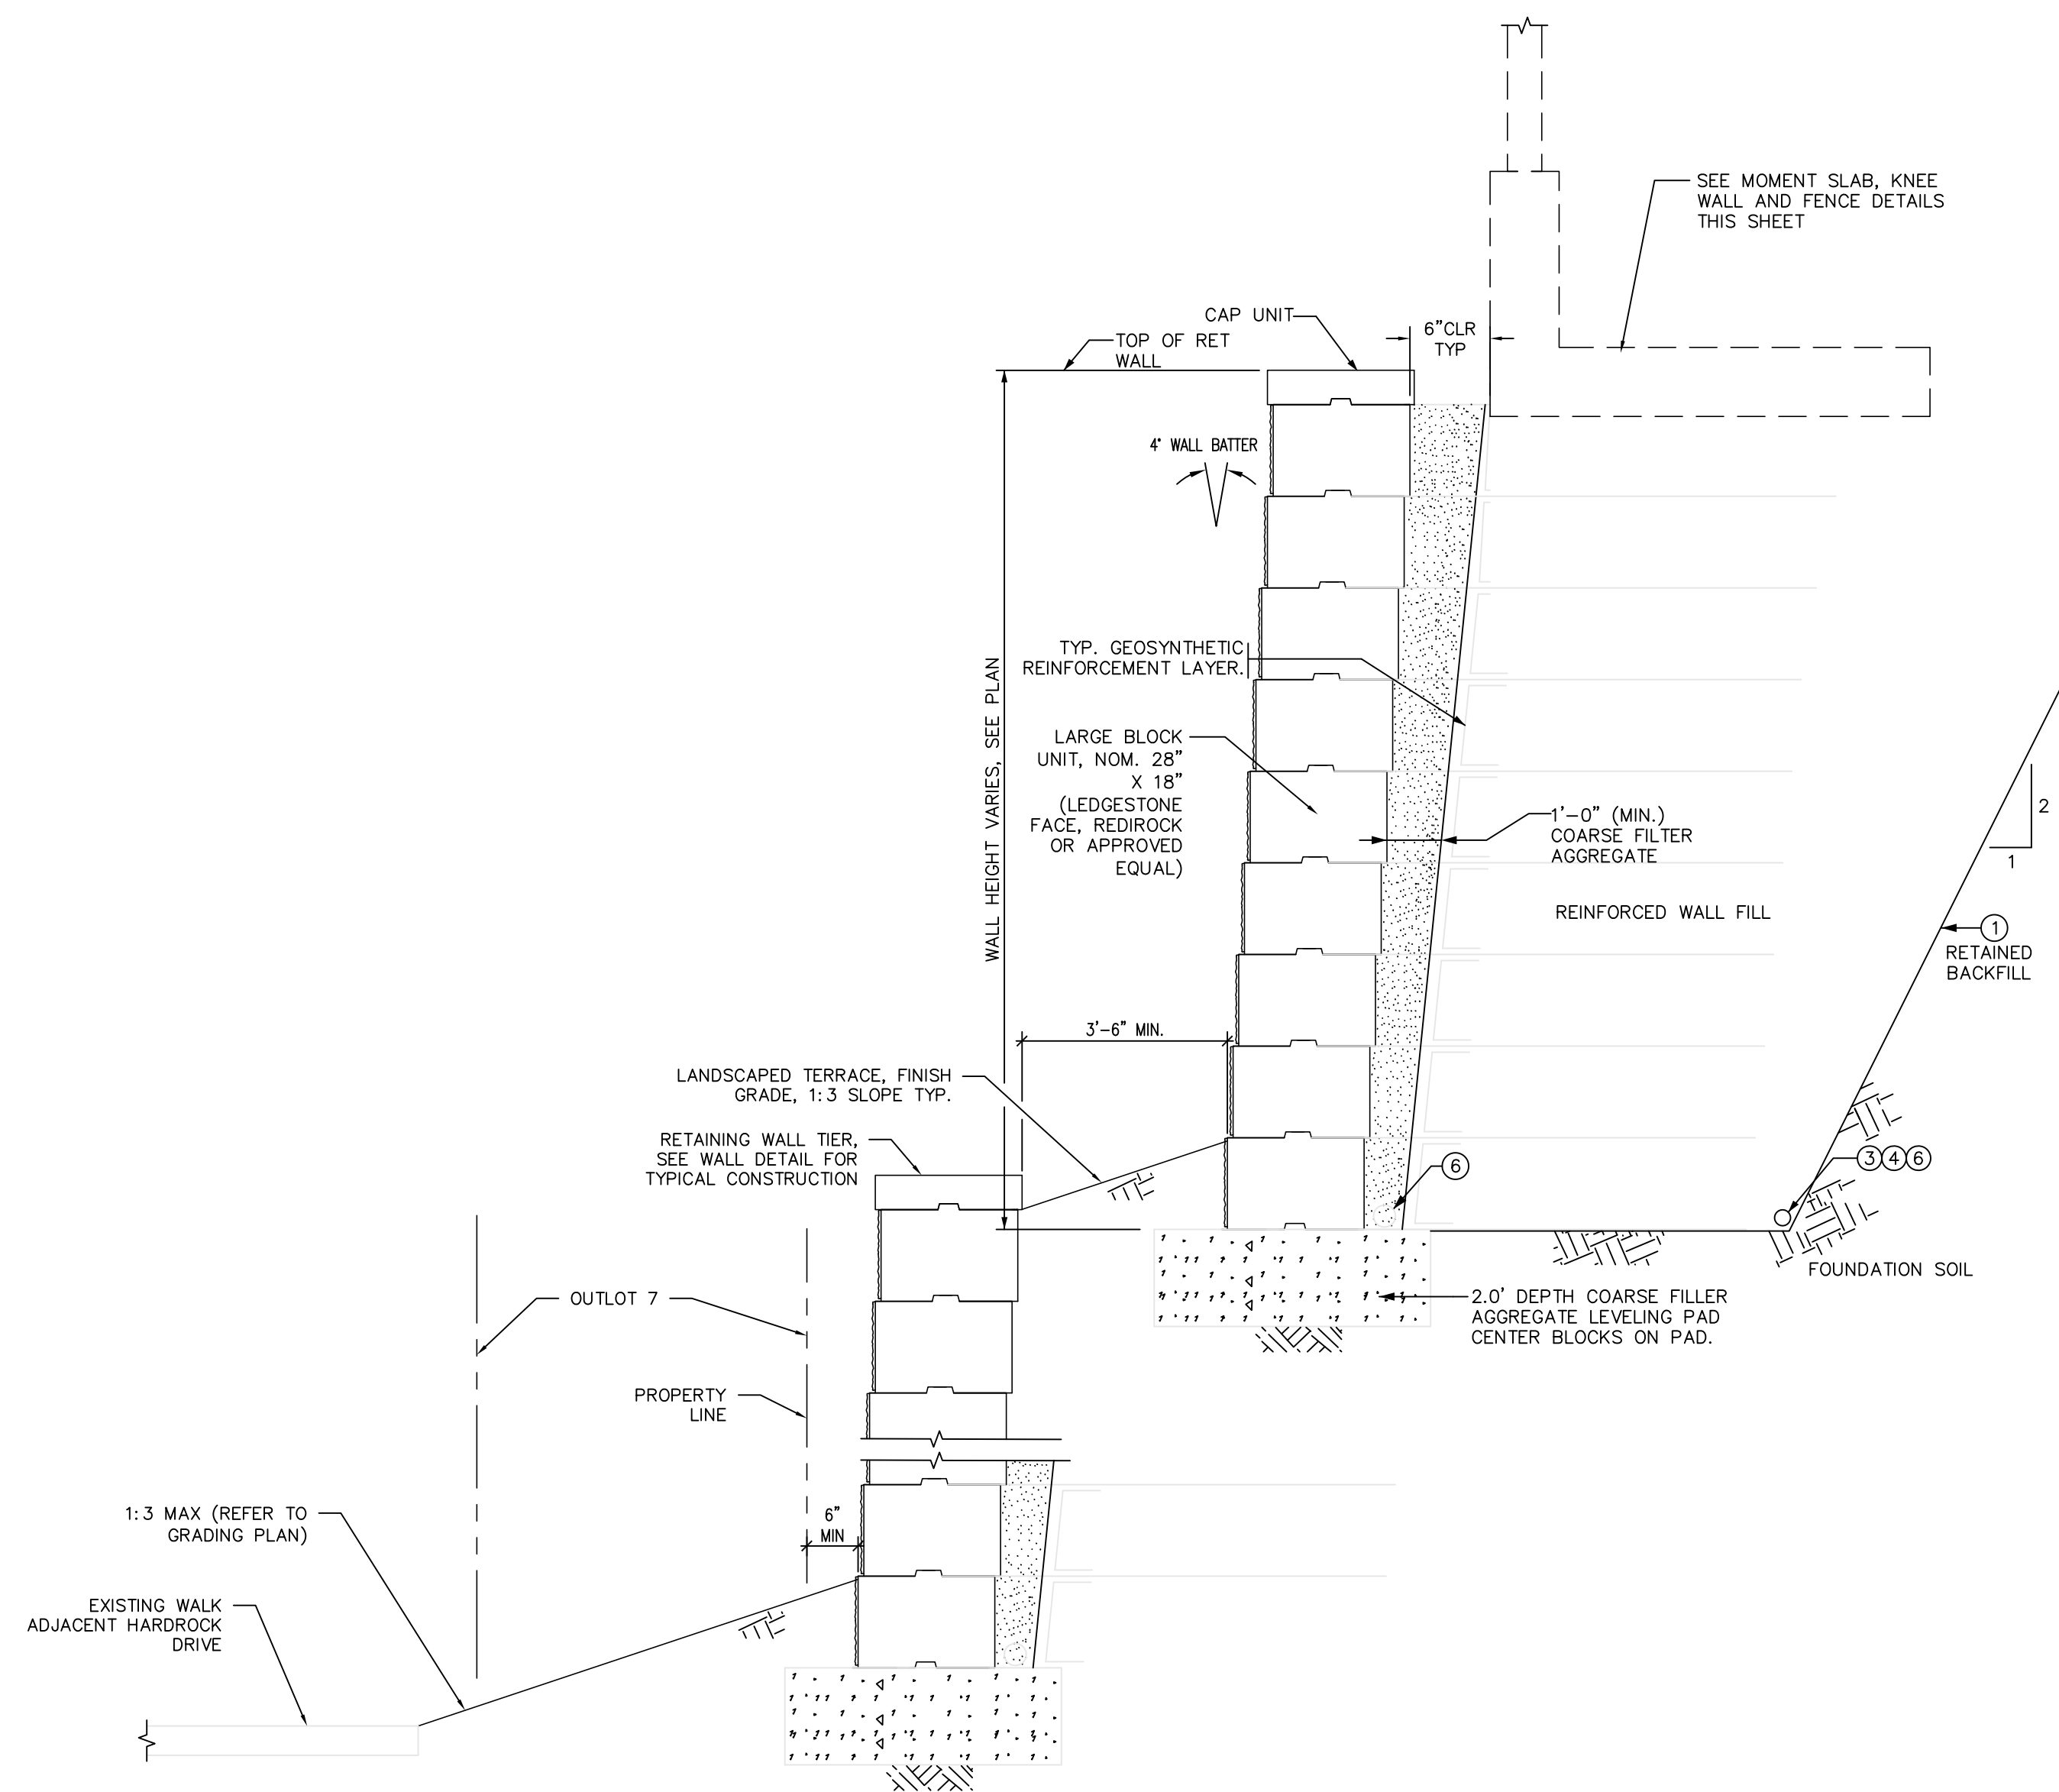 SEE MOMENT SLAB, KNEE
WALL AND FENCE DETAILS
THIS SHEET
CAP UNIT
6"CLR
TYP
TOP OF RET
WALL
4° WALL BATTER
TYP. GEOSYNTHETIC
REINFORCEMENT LAYER.
WALL HEIGHT VARIES, SEE PLAN
LARGE BLOCK
UNIT, NOM. 28"
X 18"
(LEDGESTONE
FACE, REDIROCK
OR APPROVED
EQUAL)
1'-0" (MIN.)
COARSE FILTER
AGGREGATE
2
1
REINFORCED WALL FILL
1
RETAINED
BACKFILL
3'-6" MIN.
LANDSCAPED TERRACE, FINISH
GRADE, 1:3 SLOPE TYP.
RETAINING WALL TIER,
SEE WALL DETAIL FOR
TYPICAL CONSTRUCTION
6
3 4 6
FOUNDATION SOIL
OUTLOT 7
2.0' DEPTH COARSE FILLER
AGGREGATE LEVELING PAD
CENTER BLOCKS ON PAD.
PROPERTY
LINE
6"
MIN
1:3 MAX (REFER TO
GRADING PLAN)
EXISTING WALK
ADJACENT HARDROCK
DRIVE